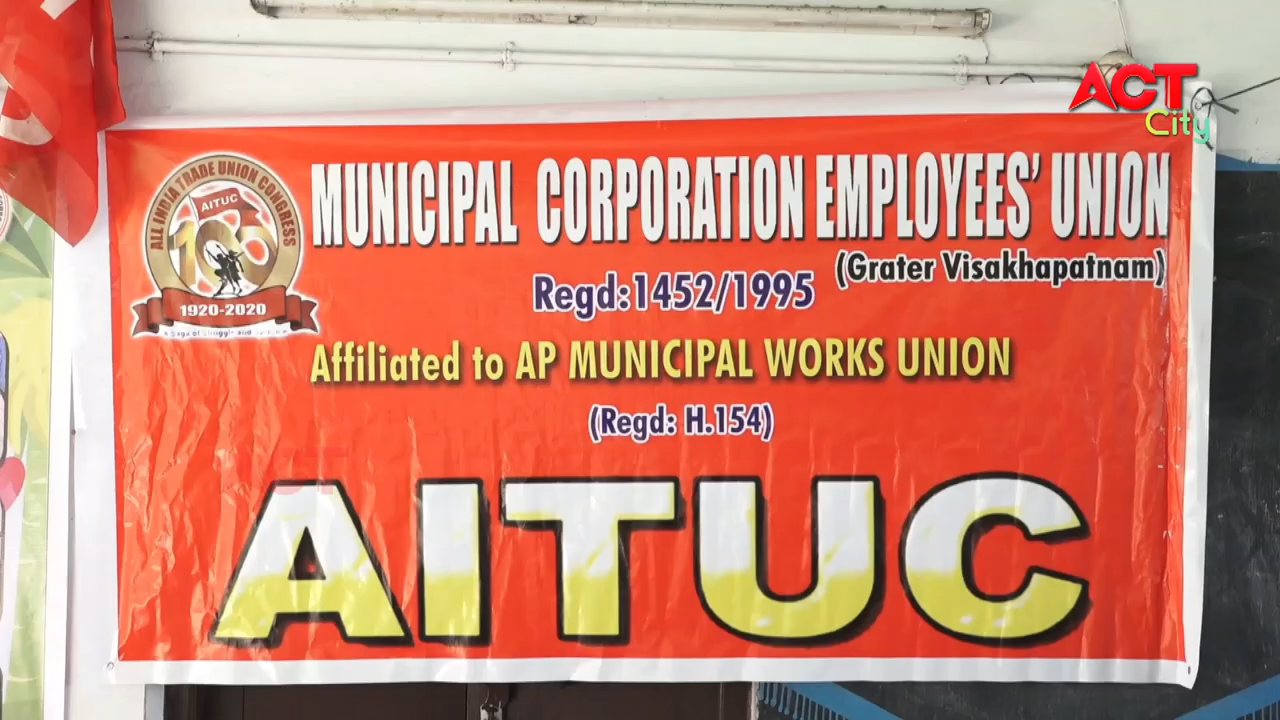 ACT
City
MUNICIPAL CORPORATION EMPLOYEES' UNION
(Grater Visakhapatnam)
Regd:1452/1995
ALL INDIA TRADE UNION CONGRESS
AITUC
100
1920-2020
Affiliated to AP MUNICIPAL WORKS UNION
(Regd: H.154)
AITUC